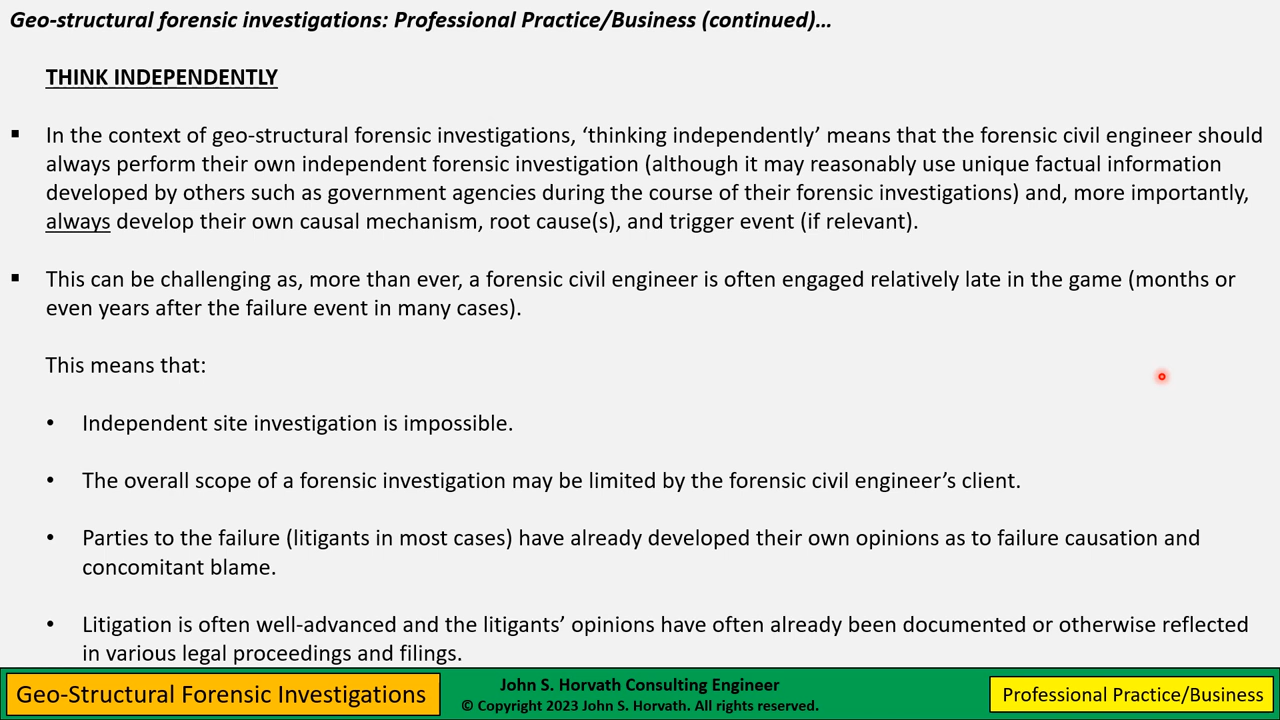 Geo-structural forensic investigations: Professional Practice/Business (continued)…
THINK INDEPENDENTLY
▪ In the context of geo-structural forensic investigations, ‘thinking independently’ means that the forensic civil engineer should
always perform their own independent forensic investigation (although it may reasonably use unique factual information
developed by others such as government agencies during the course of their forensic investigations) and, more importantly,
always develop their own causal mechanism, root cause(s), and trigger event (if relevant).
▪ This can be challenging as, more than ever, a forensic civil engineer is often engaged relatively late in the game (months or
even years after the failure event in many cases).
This means that:
• Independent site investigation is impossible.
• The overall scope of a forensic investigation may be limited by the forensic civil engineer’s client.
• Parties to the failure (litigants in most cases) have already developed their own opinions as to failure causation and
concomitant blame.
• Litigation is often well-advanced and the litigants’ opinions have often already been documented or otherwise reflected
in various legal proceedings and filings.
Geo-Structural Forensic Investigations
John S. Horvath Consulting Engineer
© Copyright 2023 John S. Horvath. All rights reserved.
Professional Practice/Business